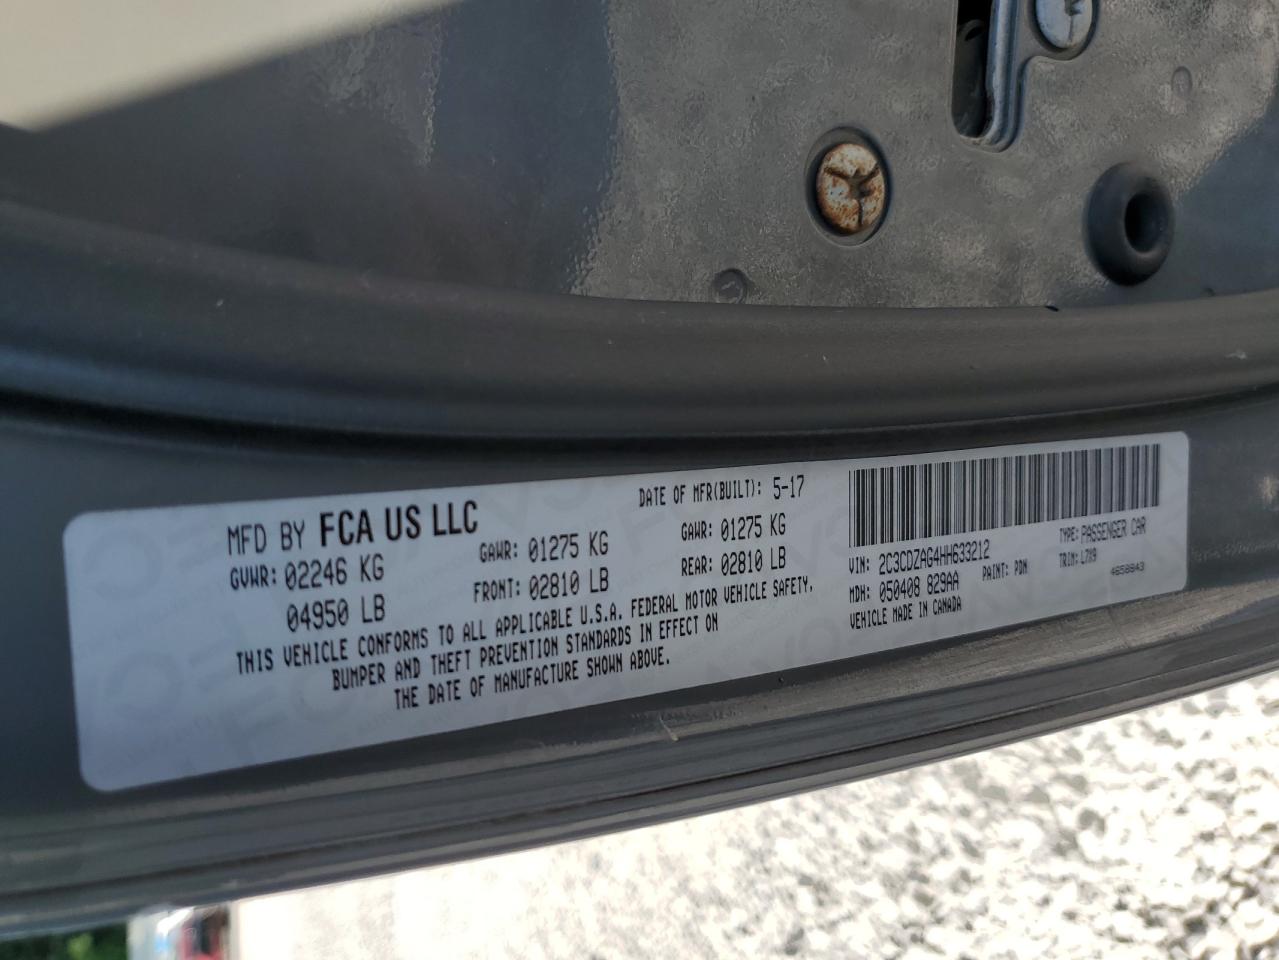 MFD BY FCA US LLC
DATE OF MFR(BUILT): 5-17
GVWR: 02246 KG
GAWR: 01275 KG
GAWR: 01275 KG
04950 LB
FRONT: 02810 LB
REAR: 02810 LB
THIS VEHICLE CONFORMS TO ALL APPLICABLE U.S.A. FEDERAL MOTOR VEHICLE SAFETY,
BUMPER AND THEFT PREVENTION STANDARDS IN EFFECT ON
THE DATE OF MANUFACTURE SHOWN ABOVE.
VIN: 2C3CDZAG4HH633212
TYPE: PASSENGER CAR
MDH: 050408 829AA
PAINT: PDN
TRIM: L7X9
VEHICLE MADE IN CANADA
4658843